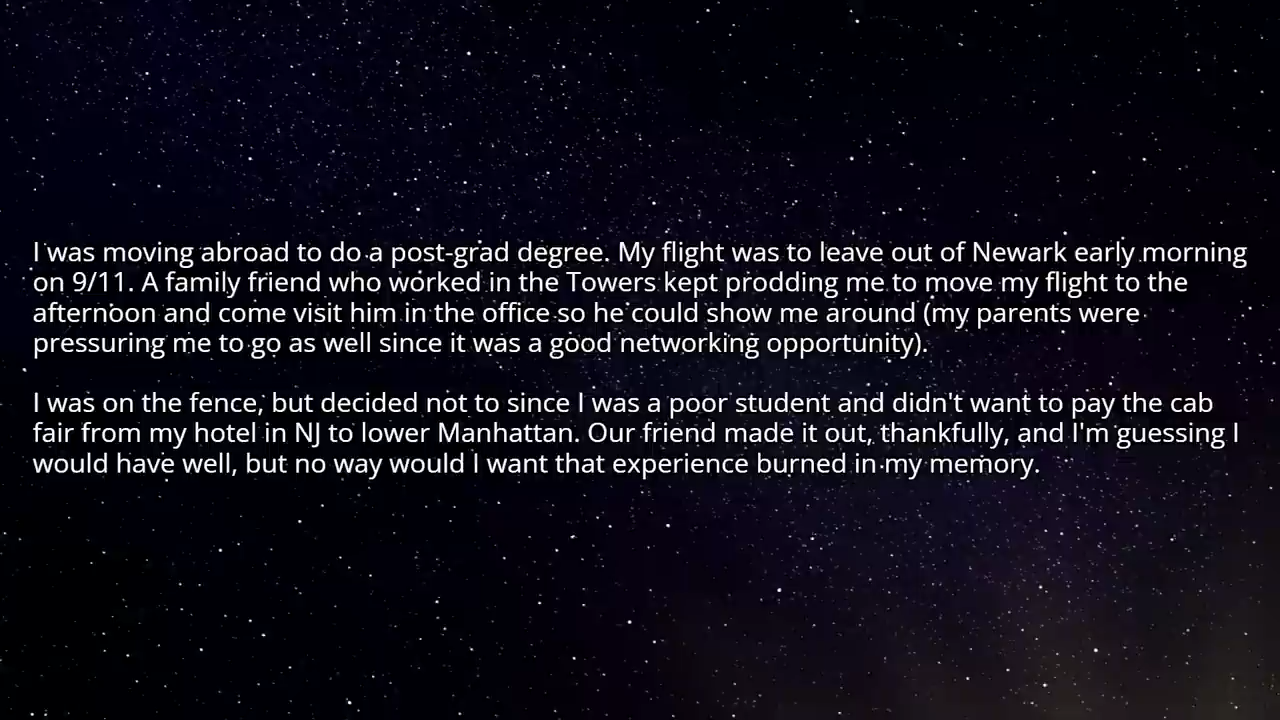 I was moving abroad to do a post-grad degree. My flight was to leave out of Newark early morning
on 9/11. A family friend who worked in the Towers kept prodding me to move my flight to the
afternoon and come visit him in the office so he could show me around (my parents were
pressuring me to go as well since it was a good networking opportunity).
I was on the fence, but decided not to since I was a poor student and didn't want to pay the cab
fair from my hotel in NJ to lower Manhattan. Our friend made it out, thankfully, and I'm guessing I
would have well, but no way would I want that experience burned in my memory.